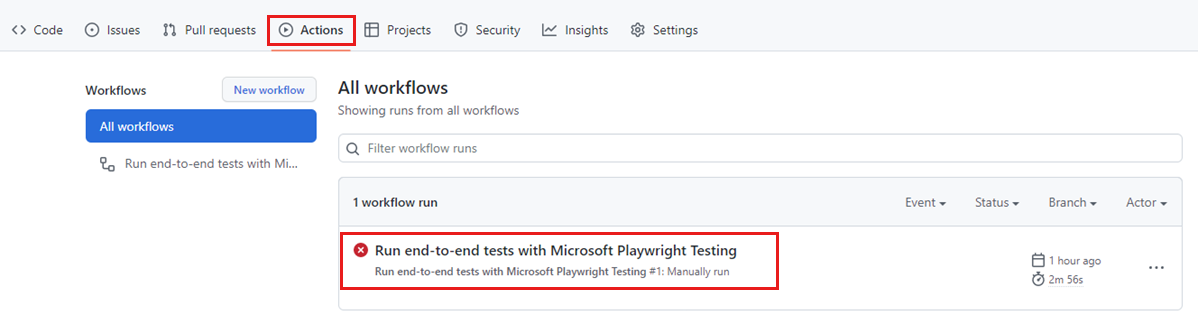 Code Issues Pull requests Actions Projects Security Insights Settings
Workflows New workflow
All workflows
Run end-to-end tests with Mi...
All workflows
Showing runs from all workflows
Filter workflow runs
1 workflow run Event Status Branch Actor
Run end-to-end tests with Microsoft Playwright Testing
Run end-to-end tests with Microsoft Playwright Testing #1: Manually run
1 hour ago
2m 56s